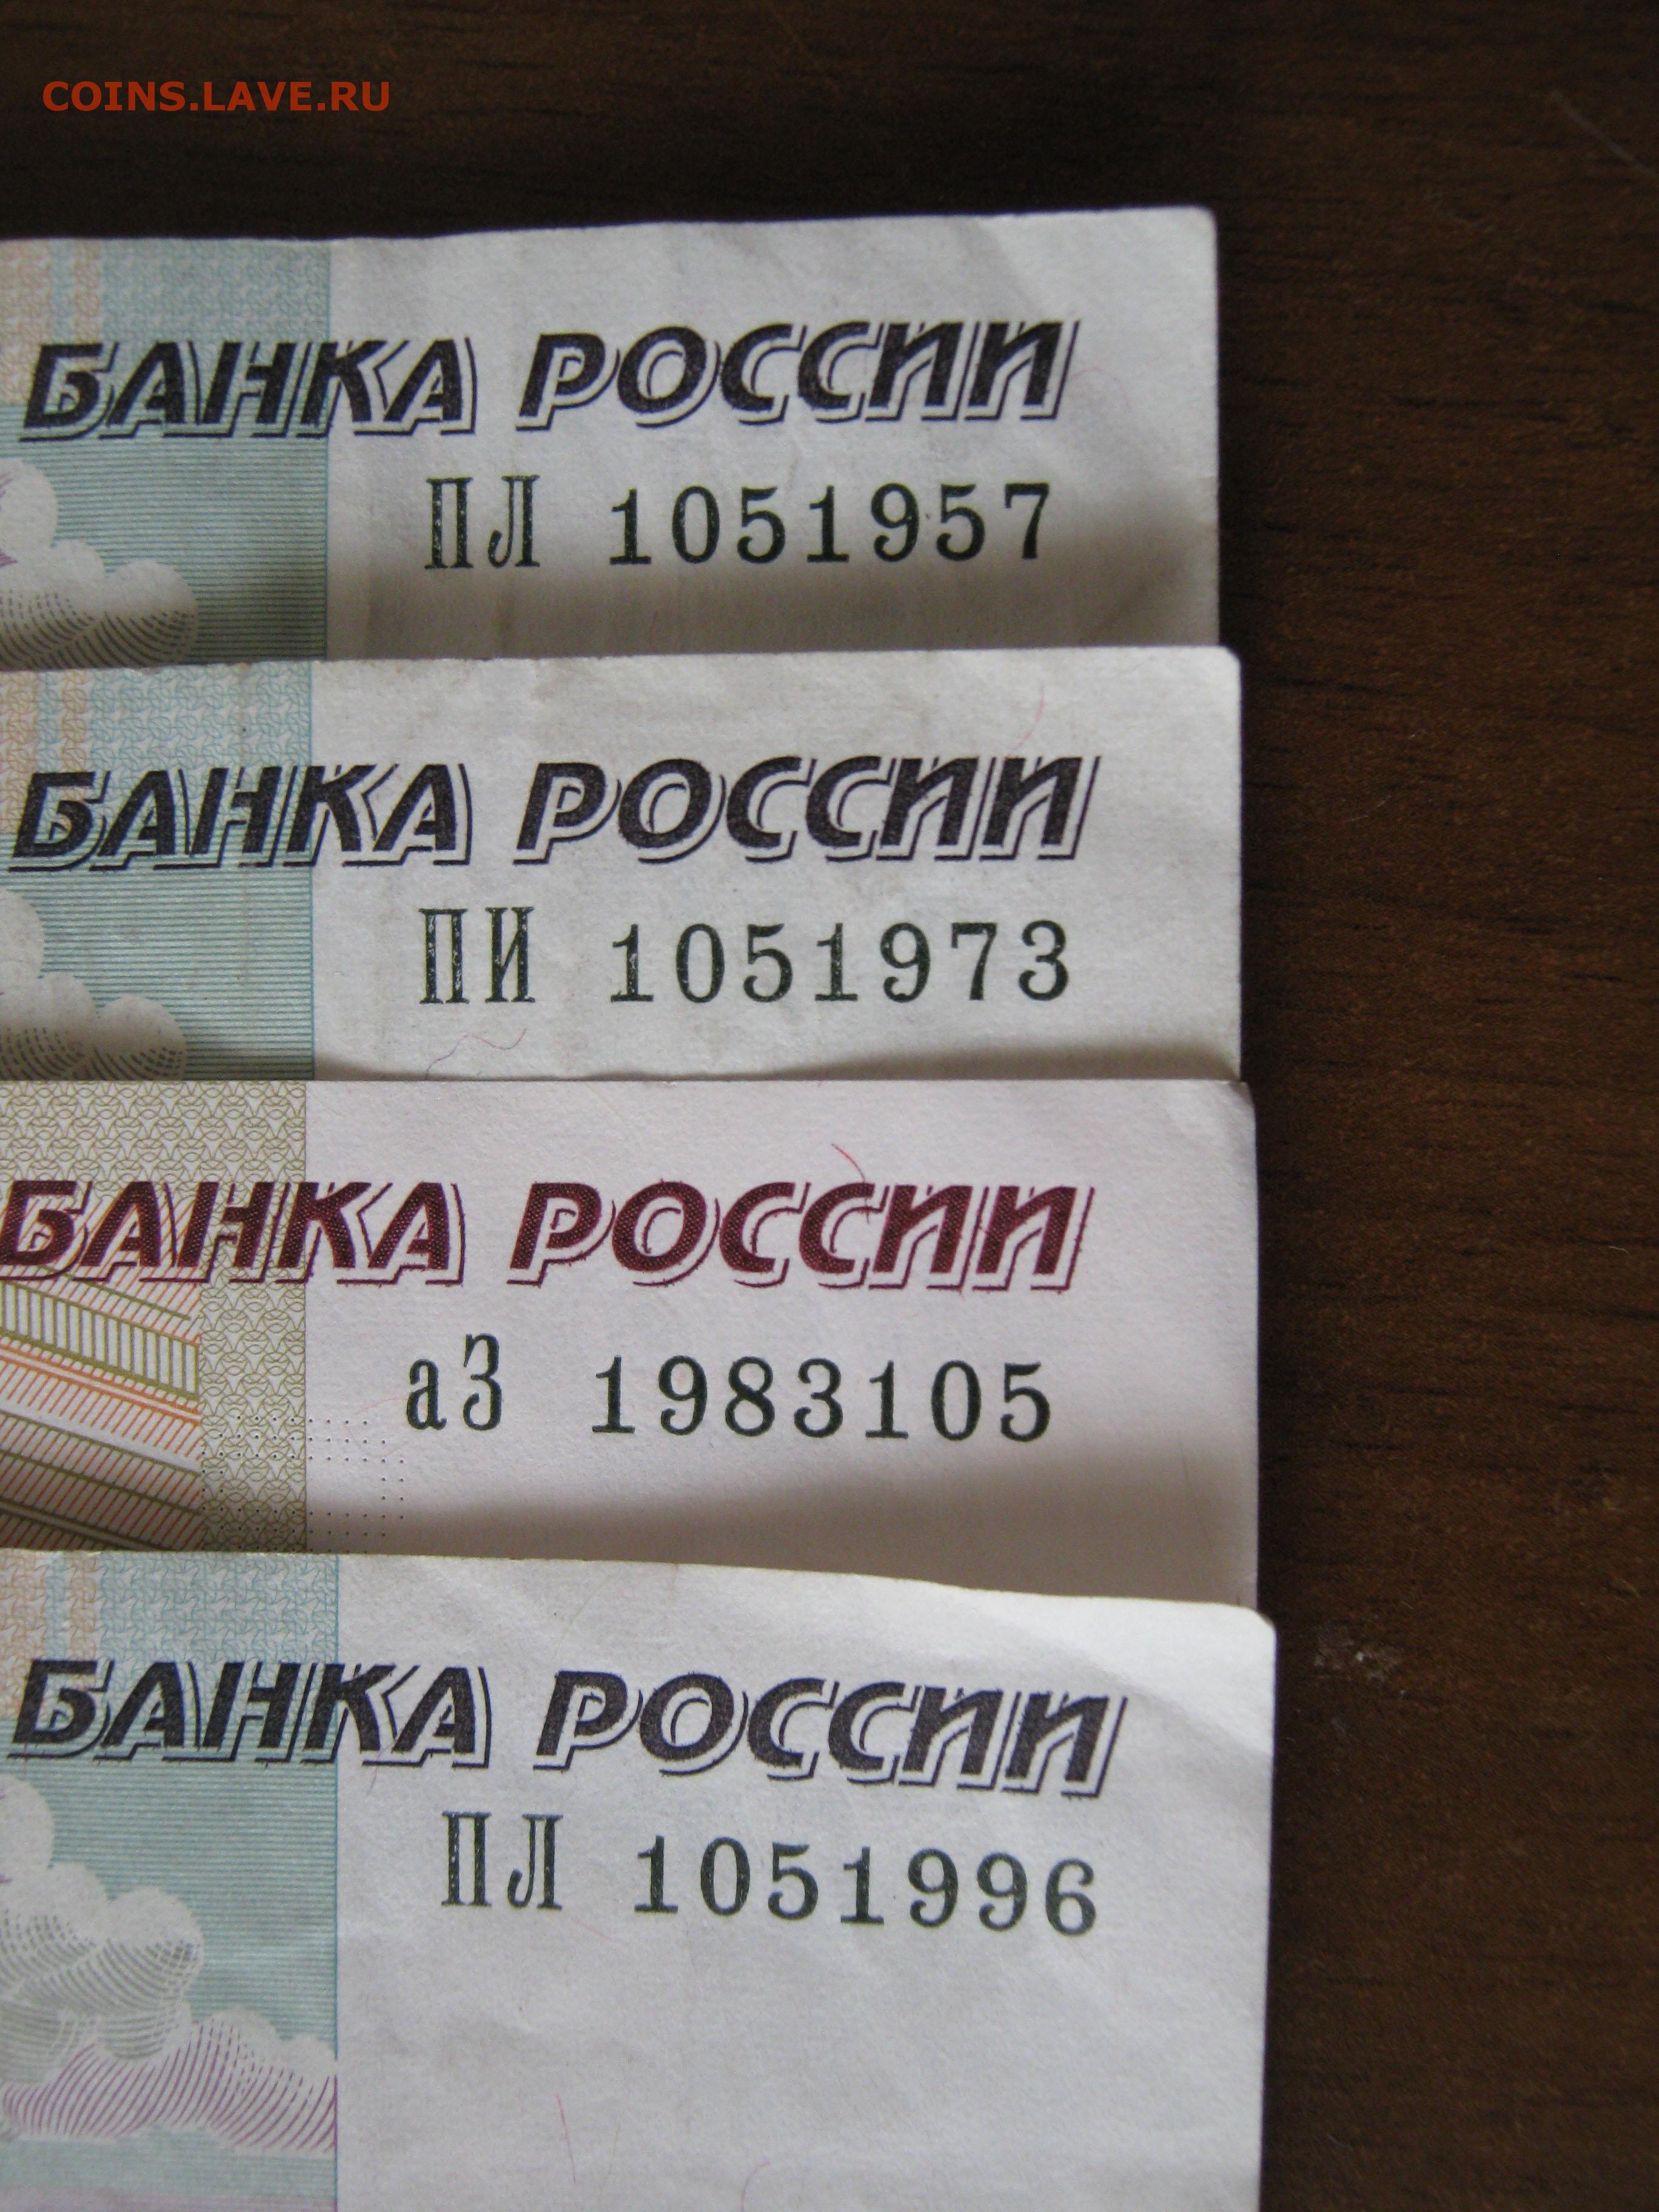 COINS.LAVE.RU
БАНКА РОССИИ
ПЛ 1051957
БАНКА РОССИИ
ПИ 1051973
БАНКА РОССИИ
аЗ 1983105
БАНКА РОССИИ
ПЛ 1051996